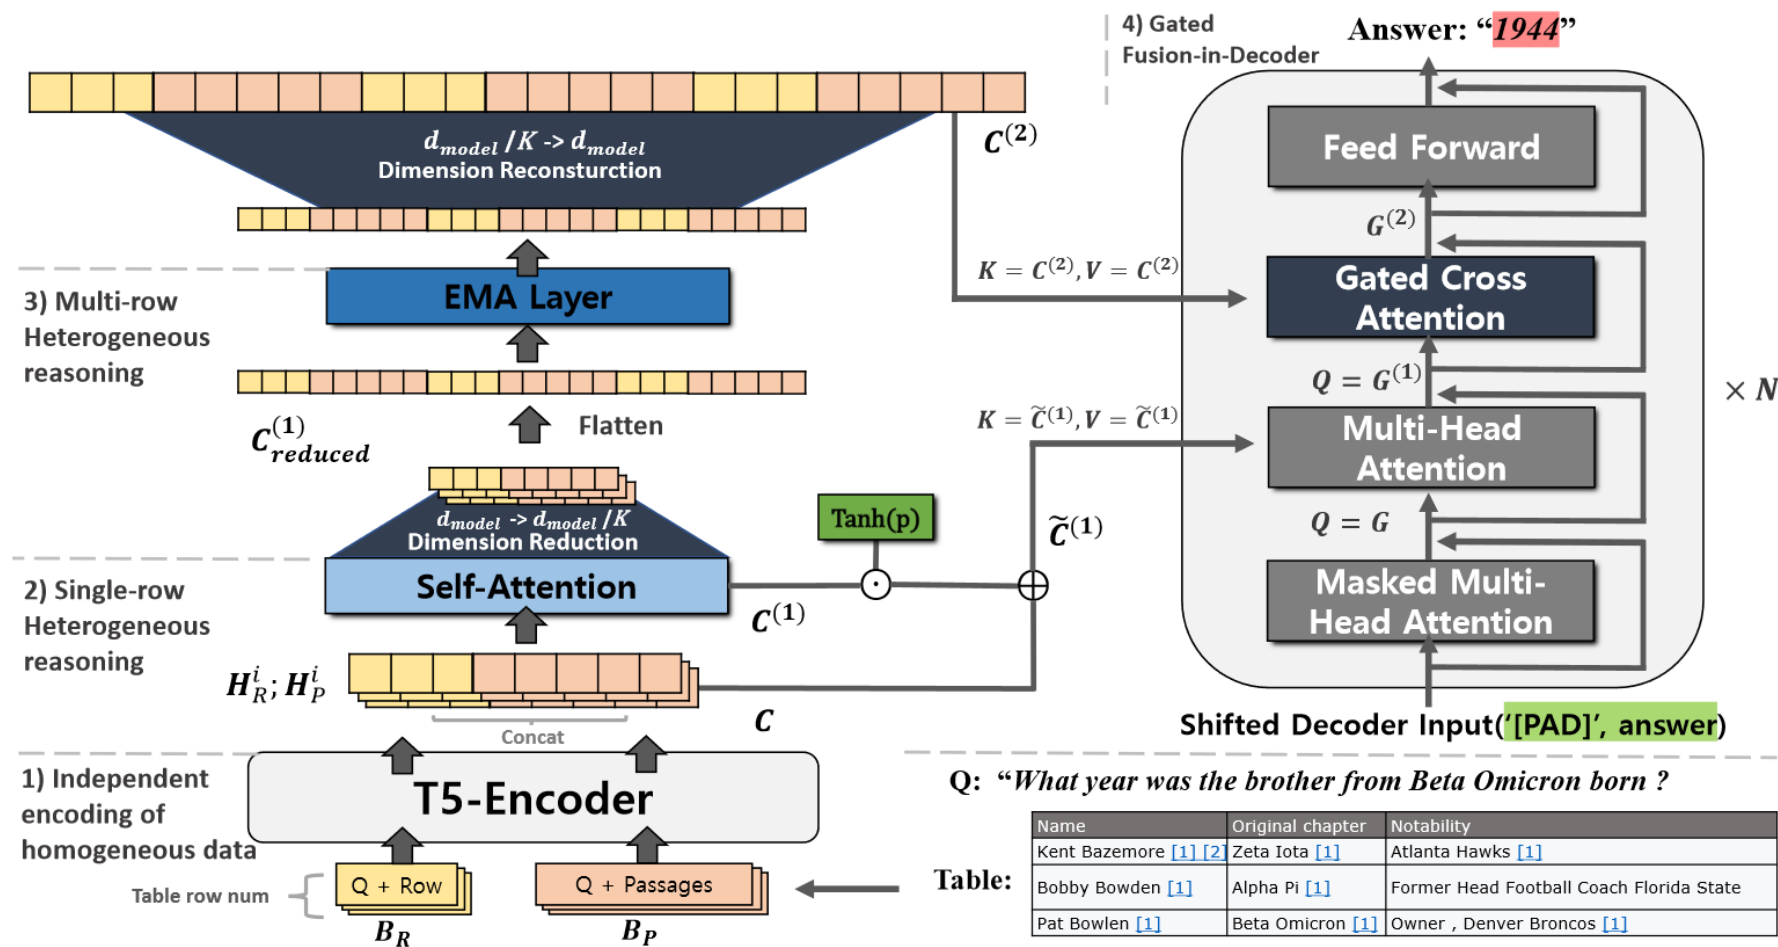 4) Gated
Fusion-in-Decoder
Answer: “1944”
d_model /K -> d_model
Dimension Reconsturction
C^(2)
Feed Forward
G^(2)
K = C^(2), V = C^(2)
Gated Cross
Attention
3) Multi-row
Heterogeneous
reasoning
EMA Layer
Q = G^(1)
× N
C^(1)_reduced
Flatten
K = C̃^(1), V = C̃^(1)
Multi-Head
Attention
d_model -> d_model /K
Dimension Reduction
Tanh(p)
C̃^(1)
Q = G
2) Single-row
Heterogeneous
reasoning
Self-Attention
C^(1)
Masked Multi-
Head Attention
H^i_R; H^i_P
C
Concat
Shifted Decoder Input(‘[PAD]’, answer)
1) Independent
encoding of
homogeneous data
T5-Encoder
Q + Row
Q + Passages
Table row num
B_R
B_P
Q: “What year was the brother from Beta Omicron born ?
Table:
Name Original chapter Notability
Kent Bazemore [1] [2] Zeta Iota [1] Atlanta Hawks [1]
Bobby Bowden [1] Alpha Pi [1] Former Head Football Coach Florida State
Pat Bowlen [1] Beta Omicron [1] Owner , Denver Broncos [1]